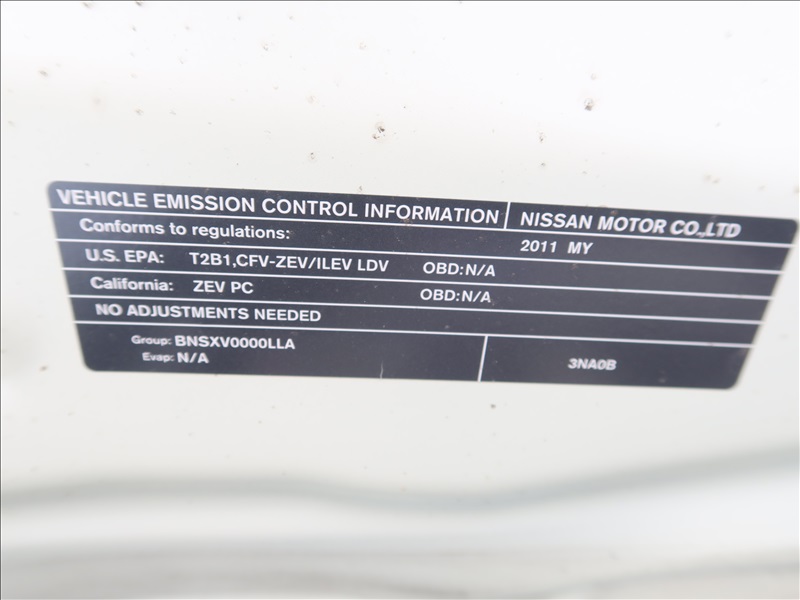 VEHICLE EMISSION CONTROL INFORMATION NISSAN MOTOR CO.,LTD
Conforms to regulations: 2011 MY
U.S. EPA: T2B1,CFV-ZEV/ILEV LDV OBD:N/A
California: ZEV PC OBD:N/A
NO ADJUSTMENTS NEEDED
Group: BNSXV0000LLA
Evap: N/A
3NA0B